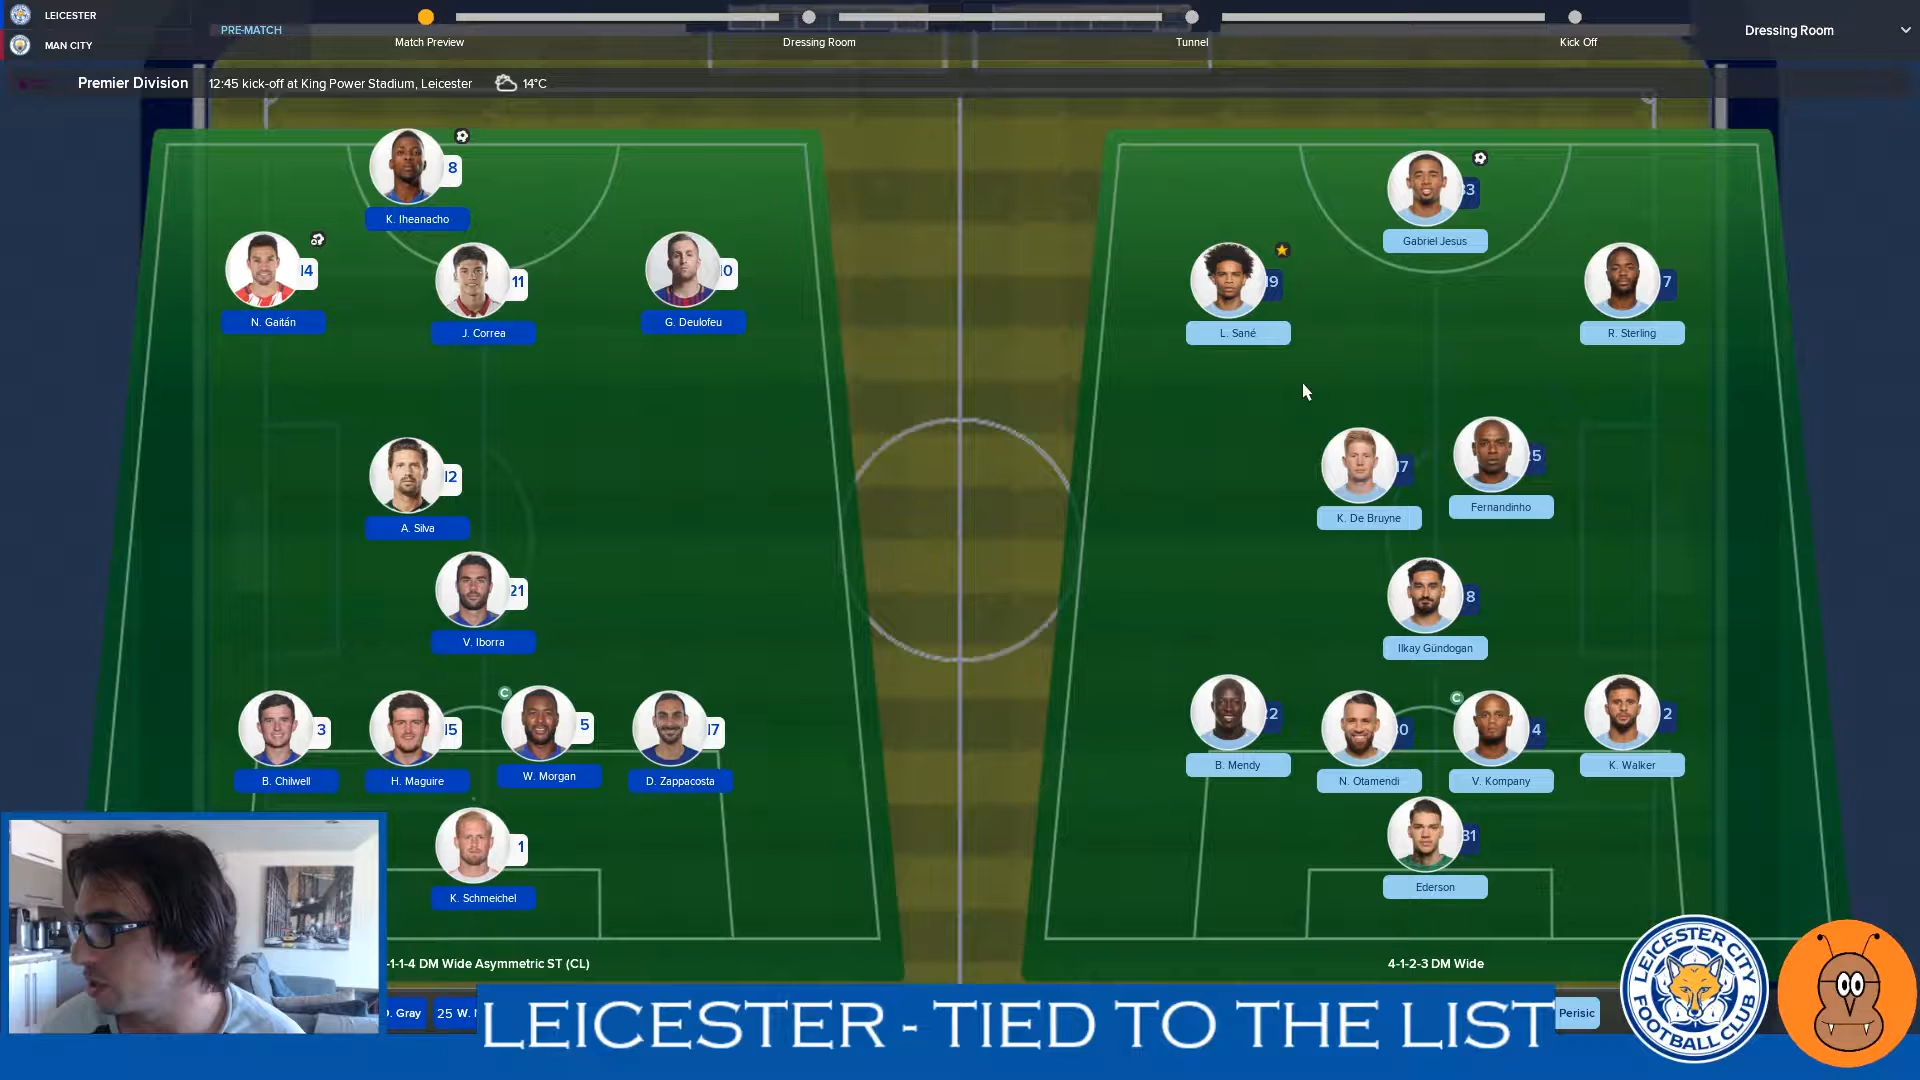 LEICESTER
MAN CITY
PRE-MATCH
Match Preview
Dressing Room
Tunnel
Kick Off
Dressing Room
Premier Division
12:45 kick-off at King Power Stadium, Leicester
14°C
8
K. Iheanacho
14
N. Gaitán
11
J. Correa
10
G. Deulofeu
12
A. Silva
21
V. Iborra
3
B. Chilwell
15
H. Maguire
C
5
W. Morgan
17
D. Zappacosta
1
K. Schmeichel
-1-1-4 DM Wide Asymmetric ST (CL)
33
Gabriel Jesus
19
L. Sané
7
R. Sterling
17
K. De Bruyne
25
Fernandinho
8
Ilkay Gündogan
22
B. Mendy
30
N. Otamendi
C
4
V. Kompany
2
K. Walker
31
Ederson
4-1-2-3 DM Wide
Gray
25 W.
Perisic
LEICESTER - TIED TO THE LIST
LEICESTER CITY
FOOTBALL CLUB